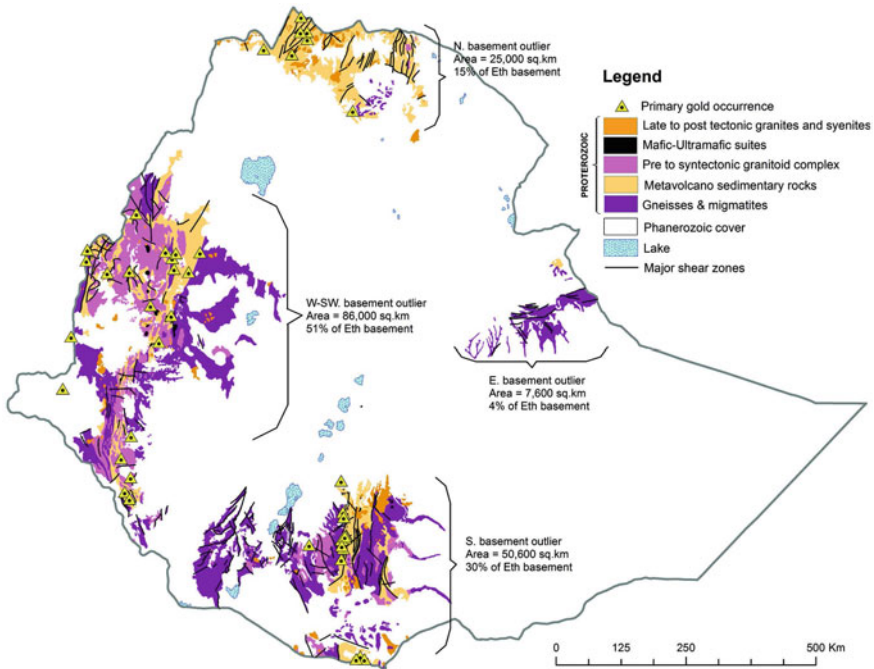 N. basement outlier
Area = 25,000 sq.km
15% of Eth basement
Legend
Primary gold occurrence
PROTEROZOIC
Late to post tectonic granites and syenites
Mafic-Ultramafic suites
Pre to syntectonic granitoid complex
Metavolcano sedimentary rocks
Gneisses & migmatites
Phanerozoic cover
Lake
Major shear zones
W-SW. basement outlier
Area = 86,000 sq.km
51% of Eth basement
E. basement outlier
Area = 7,600 sq.km
4% of Eth basement
S. basement outlier
Area = 50,600 sq.km
30% of Eth basement
0 125 250 500 Km